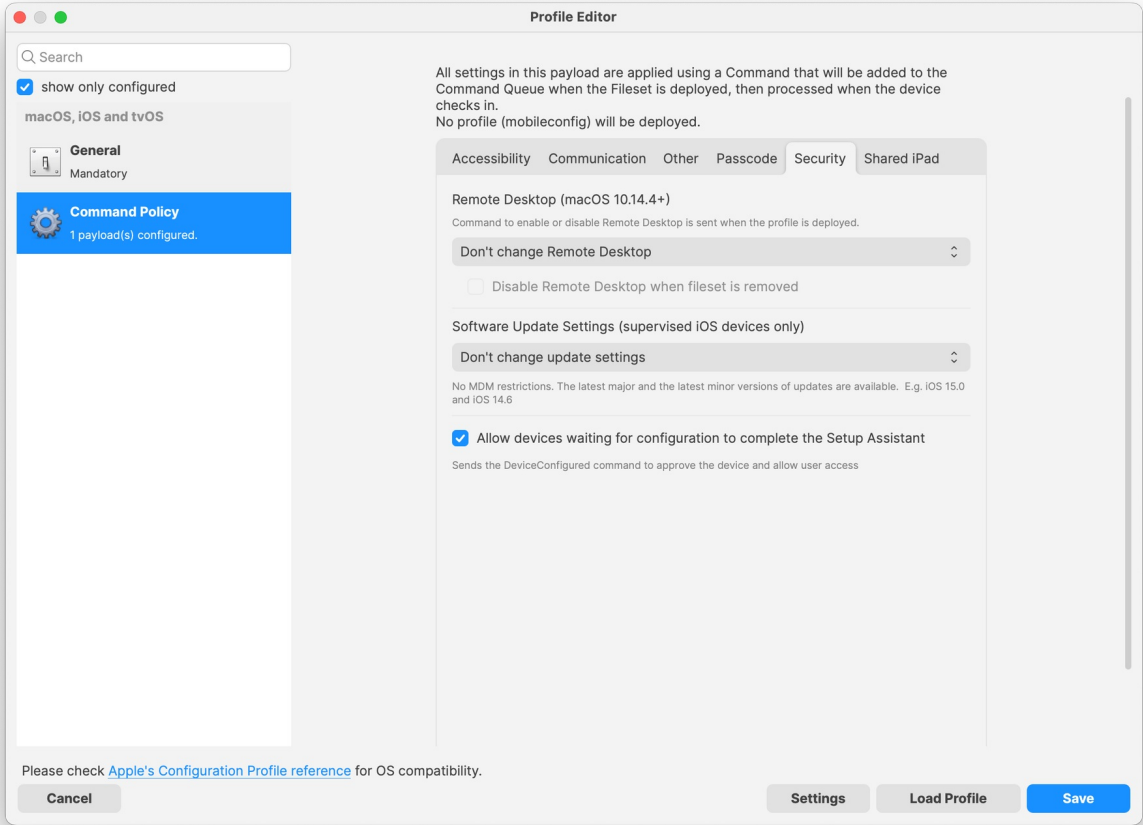 Profile Editor
Search
show only configured
macOS, iOS and tvOS
General
Mandatory
Command Policy
1 payload(s) configured.
All settings in this payload are applied using a Command that will be added to the
Command Queue when the Fileset is deployed, then processed when the device
checks in.
No profile (mobileconfig) will be deployed.
Accessibility Communication Other Passcode Security Shared iPad
Remote Desktop (macOS 10.14.4+)
Command to enable or disable Remote Desktop is sent when the profile is deployed.
Don't change Remote Desktop
Disable Remote Desktop when fileset is removed
Software Update Settings (supervised iOS devices only)
Don't change update settings
No MDM restrictions. The latest major and the latest minor versions of updates are available. E.g. iOS 15.0
and iOS 14.6
Allow devices waiting for configuration to complete the Setup Assistant
Sends the DeviceConfigured command to approve the device and allow user access
Please check Apple's Configuration Profile reference for OS compatibility.
Cancel Settings Load Profile Save